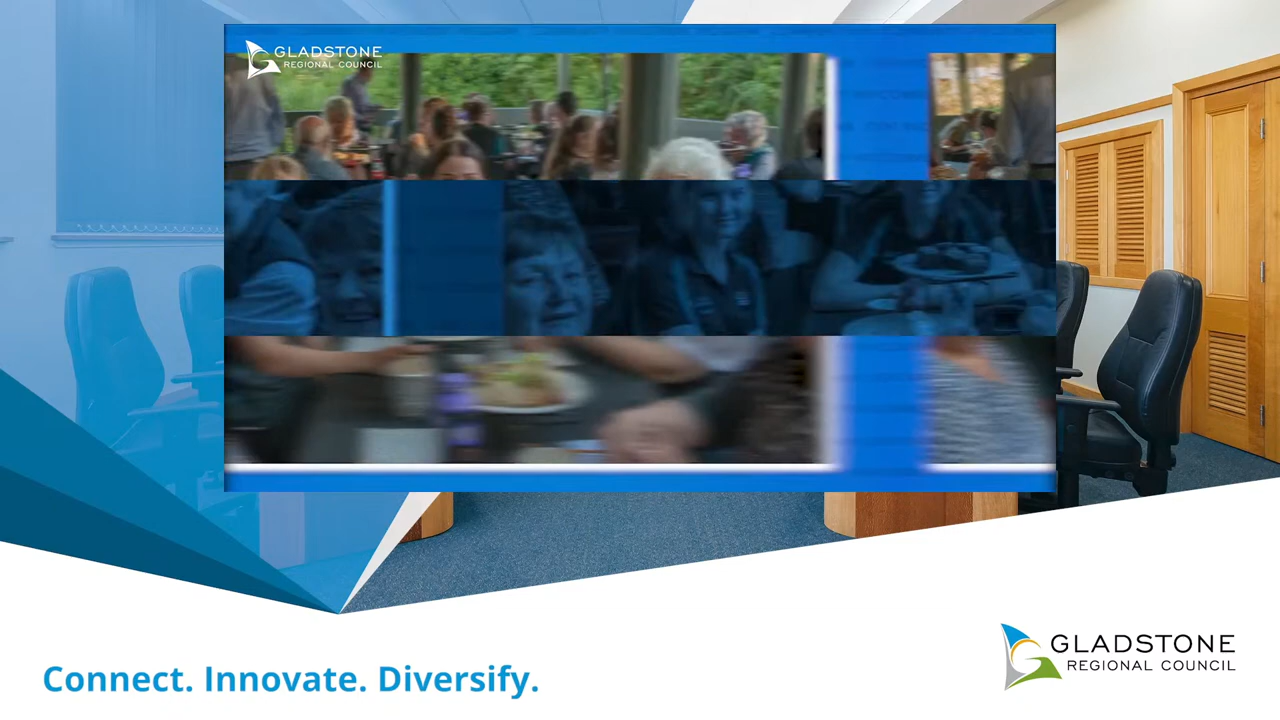 GLADSTONE
REGIONAL COUNCIL
Connect. Innovate. Diversify.
GLADSTONE
REGIONAL COUNCIL